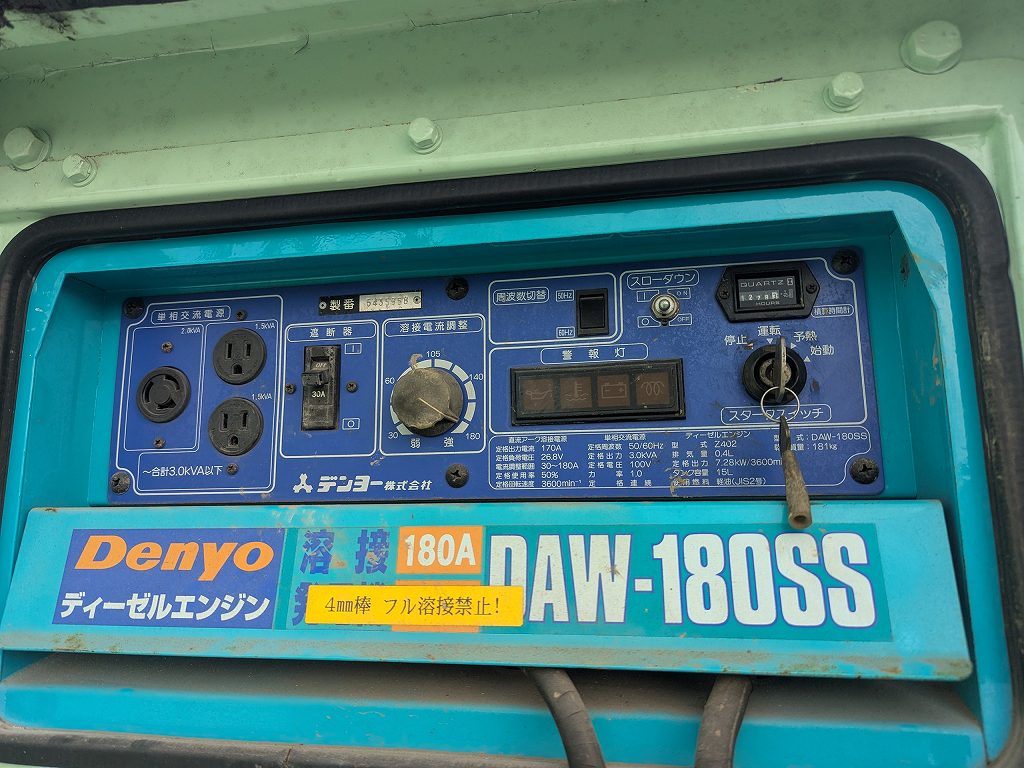 製番
単相交流電源
2.0kVA
1.5kVA
1.5kVA
～合計3.0kVA以下
遮断器
OFF
30A
溶接電流調整
105
60
140
30
180
弱
強
周波数切替
50Hz
60Hz
スローダウン
ON
OFF
QUARTZ
HOURS
積算時間計
警報灯
停止
運転
予熱
始動
スタータスイッチ
直流アーク溶接電源
定格出力電流 170A
定格負荷電圧 26.8V
電流調整範囲 30～180A
定格使用率 50%
定格回転速度 3600min⁻¹
単相交流電源
定格周波数 50/60Hz
定格出力 3.0kVA
定格電圧 100V
力率 1.0
定格 連続
ディーゼルエンジン
型式 Z402
排気量 0.4L
定格出力 7.28kW/3600min
タンク容量 15L
使用燃料 軽油(JIS2号)
型式:DAW-180SS
量:181kg
デンヨー株式会社
Denyo
ディーゼルエンジン
溶接
180A
DAW-180SS
4mm棒 フル溶接禁止!